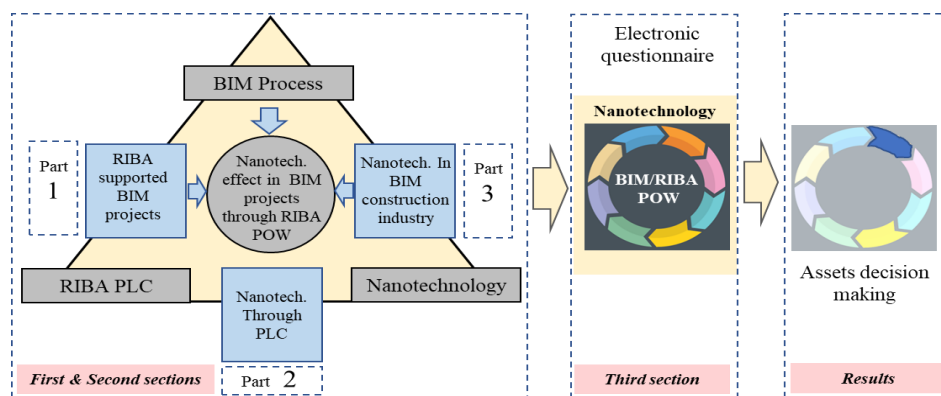 BIM Process
Part
1
RIBA
supported
BIM
projects
Nanotech.
effect in BIM
projects
through RIBA
POW
Nanotech. In
BIM
construction
industry
Part
3
RIBA PLC
Nanotech.
Through
PLC
Nanotechnology
First & Second sections
Part 2
Electronic
questionnaire
Nanotechnology
BIM/RIBA
POW
Third section
Assets decision
making
Results